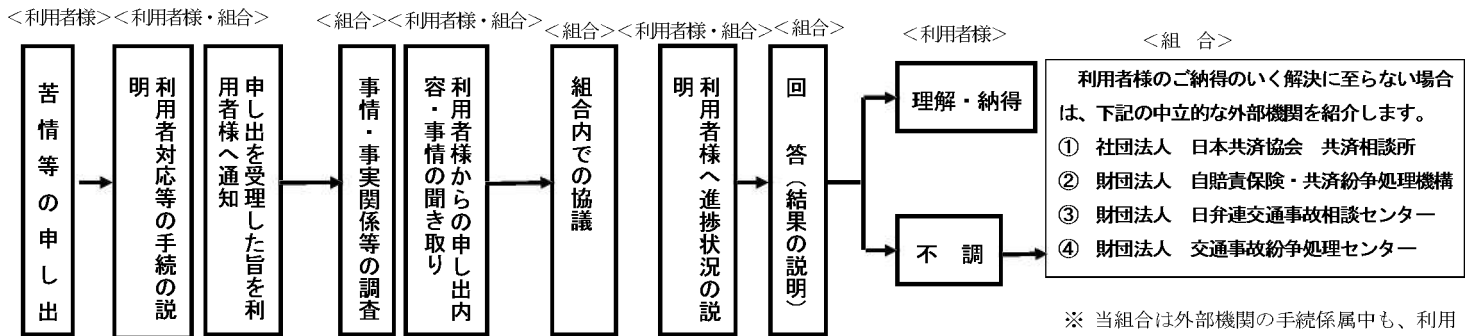 ＜利用者様＞
苦情等の申し出
＜利用者様・組合＞
利用者対応等の手続の説
明
申し出を受理した旨を利
用者様へ通知
＜組合＞
事情・事実関係等の調査
＜利用者様・組合＞
利用者様からの申し出内
容・事情の聞き取り
＜組合＞
組合内での協議
＜利用者様・組合＞
利用者様へ進捗状況の説
明
＜組合＞
回　答（結果の説明）
＜利用者様＞
理解・納得
不　調
＜組　合＞
利用者様のご納得のいく解決に至らない場合
は、下記の中立的な外部機関を紹介します。
①　社団法人　日本共済協会　共済相談所
②　財団法人　自賠責保険・共済紛争処理機構
③　財団法人　日弁連交通事故相談センター
④　財団法人　交通事故紛争処理センター
※ 当組合は外部機関の手続係属中も、利用